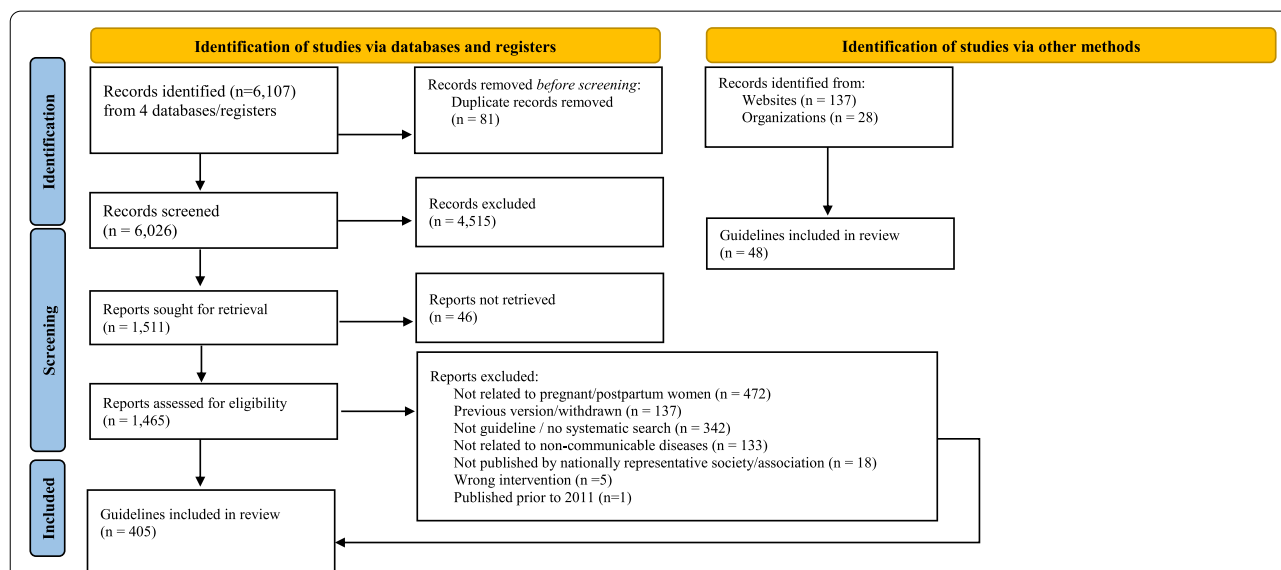 Identification of studies via databases and registers
Identification of studies via other methods
Identification
Records identified (n=6,107)
from 4 databases/registers
Records removed before screening:
Duplicate records removed
(n = 81)
Records identified from:
Websites (n = 137)
Organizations (n = 28)
Records screened
(n = 6,026)
Records excluded
(n = 4,515)
Guidelines included in review
(n = 48)
Screening
Reports sought for retrieval
(n = 1,511)
Reports not retrieved
(n = 46)
Reports assessed for eligibility
(n = 1,465)
Reports excluded:
Not related to pregnant/postpartum women (n = 472)
Previous version/withdrawn (n = 137)
Not guideline / no systematic search (n = 342)
Not related to non-communicable diseases (n = 133)
Not published by nationally representative society/association (n = 18)
Wrong intervention (n =5)
Published prior to 2011 (n=1)
Included
Guidelines included in review
(n = 405)